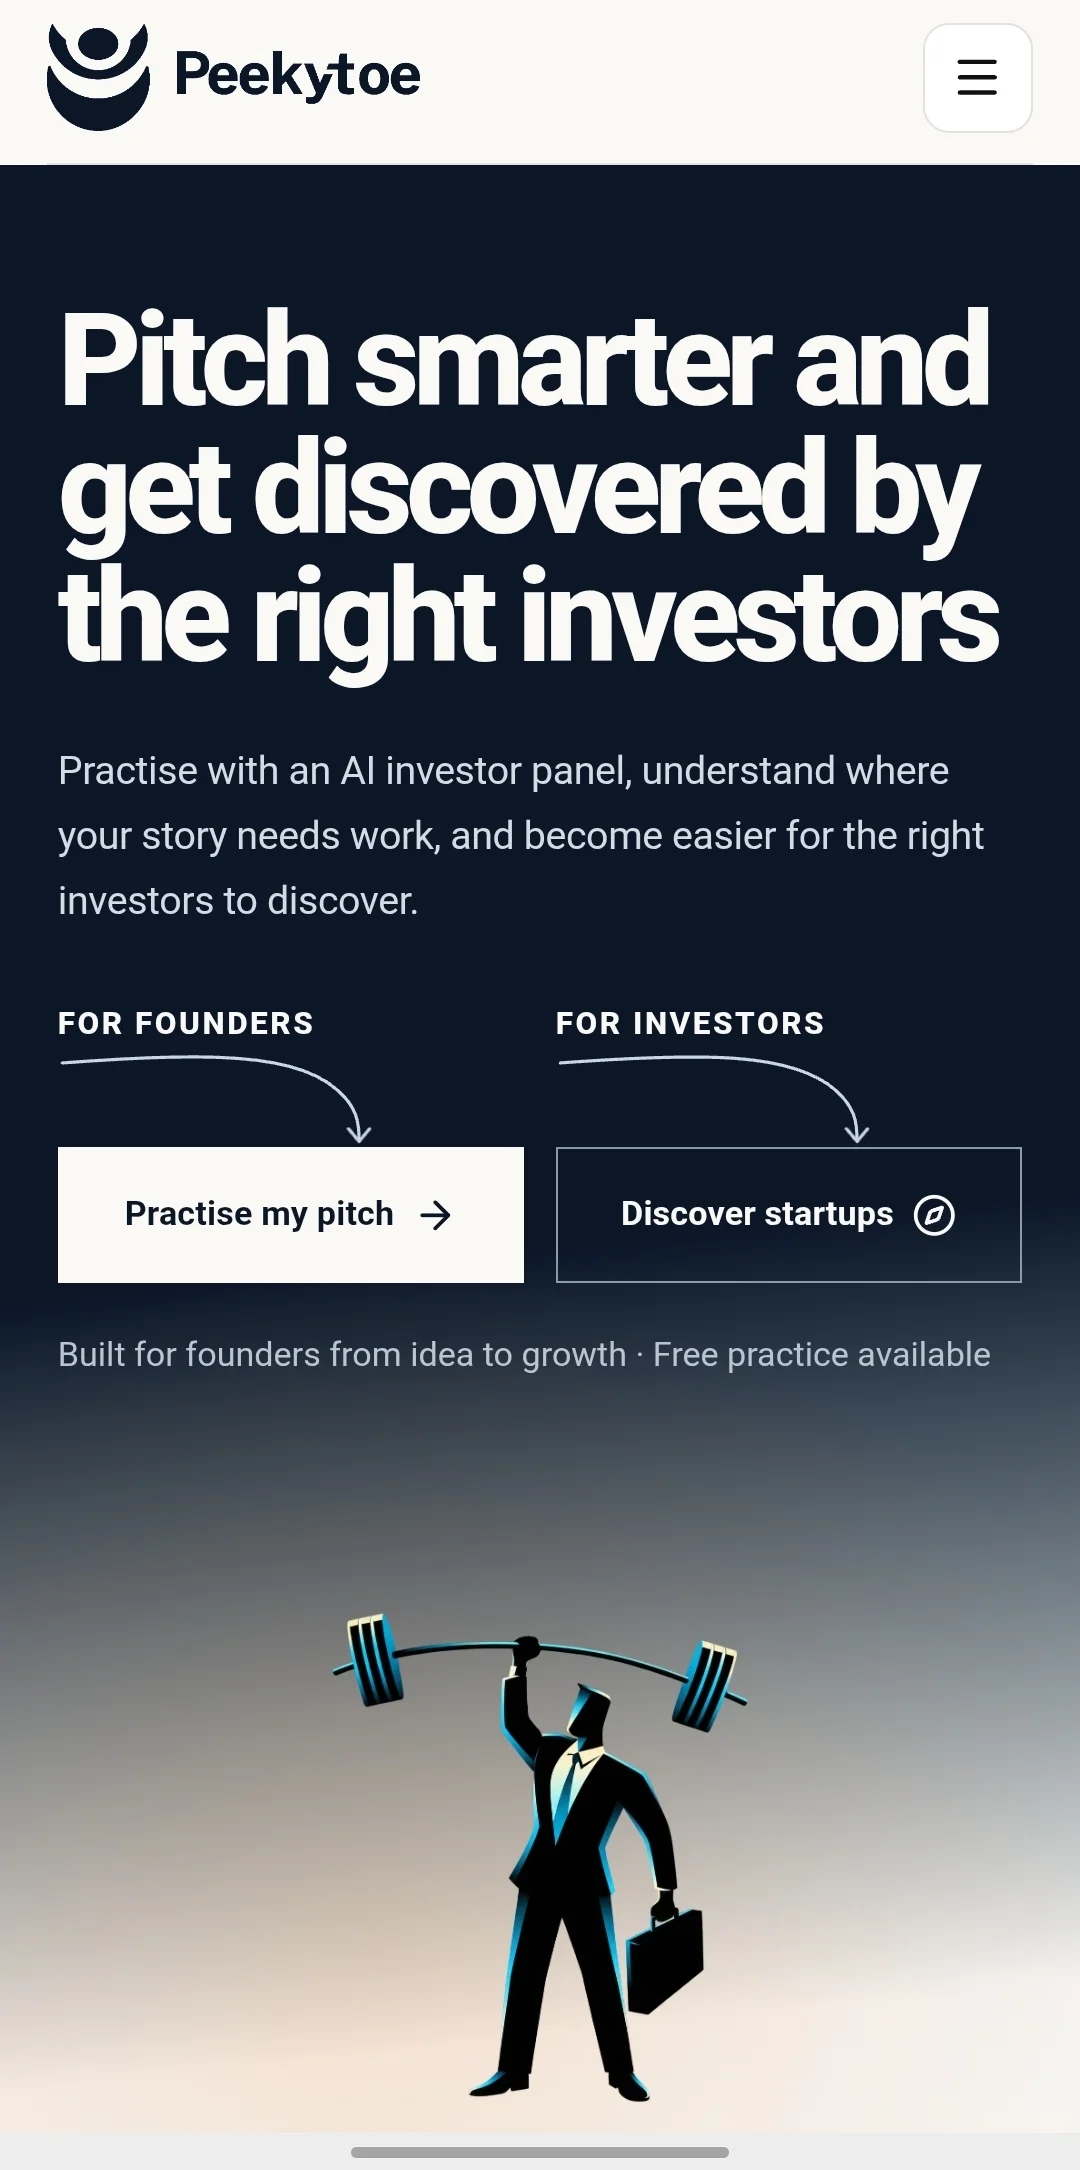 Peekytoe
Pitch smarter and
get discovered by
the right investors
Practise with an AI investor panel, understand where
your story needs work, and become easier for the right
investors to discover.
FOR FOUNDERS
Practise my pitch
FOR INVESTORS
Discover startups
Built for founders from idea to growth · Free practice available